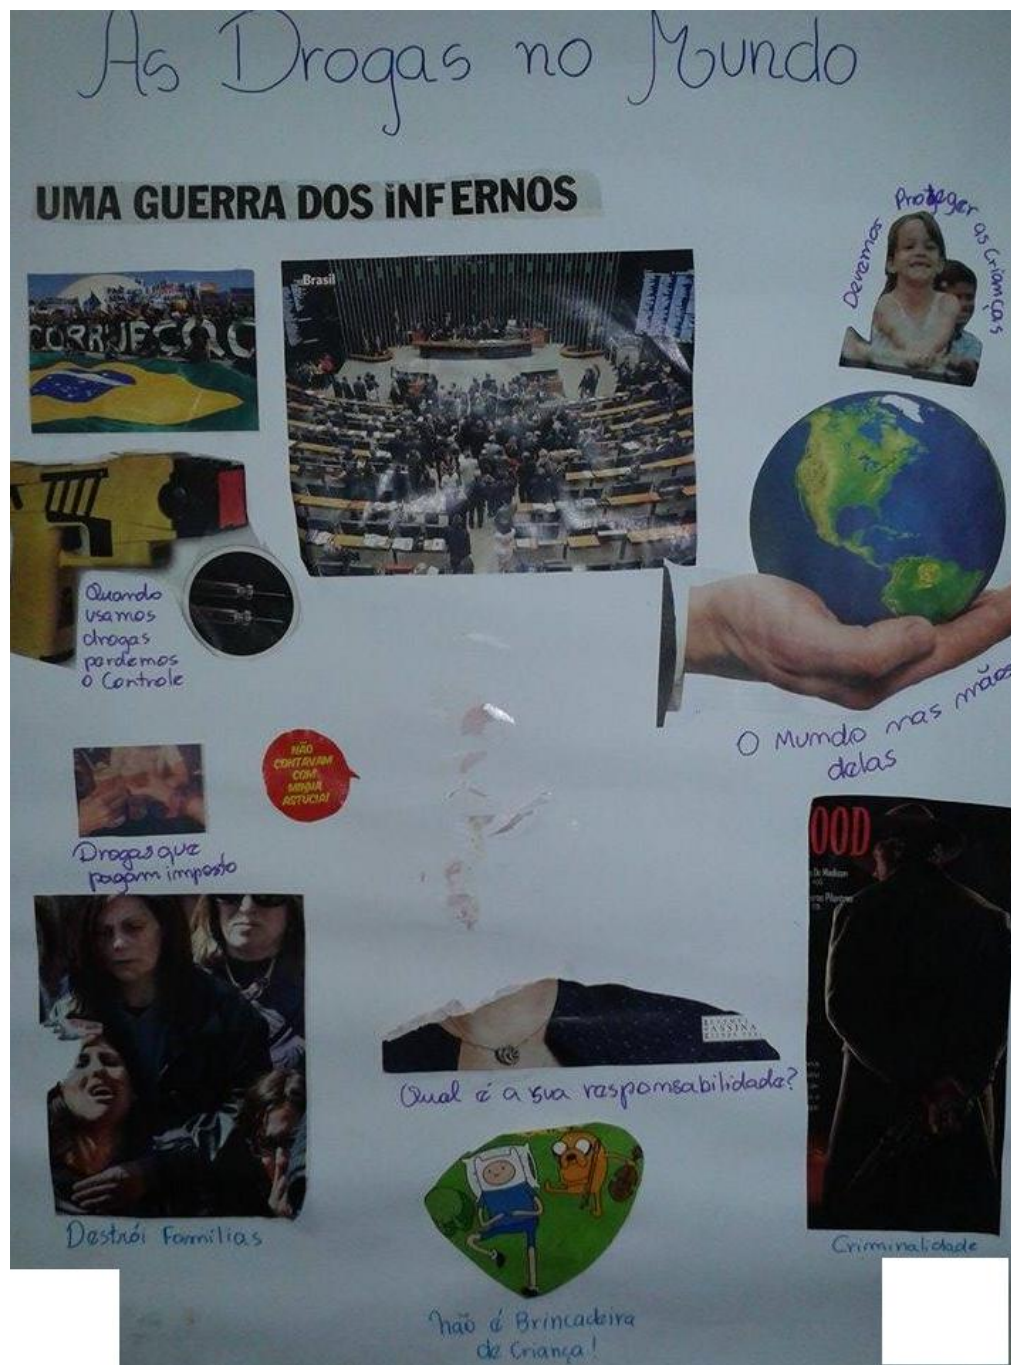 As Drogas no Mundo
UMA GUERRA DOS INFERNOS
Devemos Proteger as Crianças
Brasil
CORRUPÇÃO
Quando
usamos
drogas
perdemos
o Controle
O Mundo nas mãos
delas
NÃO
CONTAVAM
COM
MINHA
ASTÚCIA!
Drogas que
pagam imposto
OOD
Qual é a sua responsabilidade?
ASSINA
Destrói Famílias
Criminalidade
não é Brincadeira
de Criança!